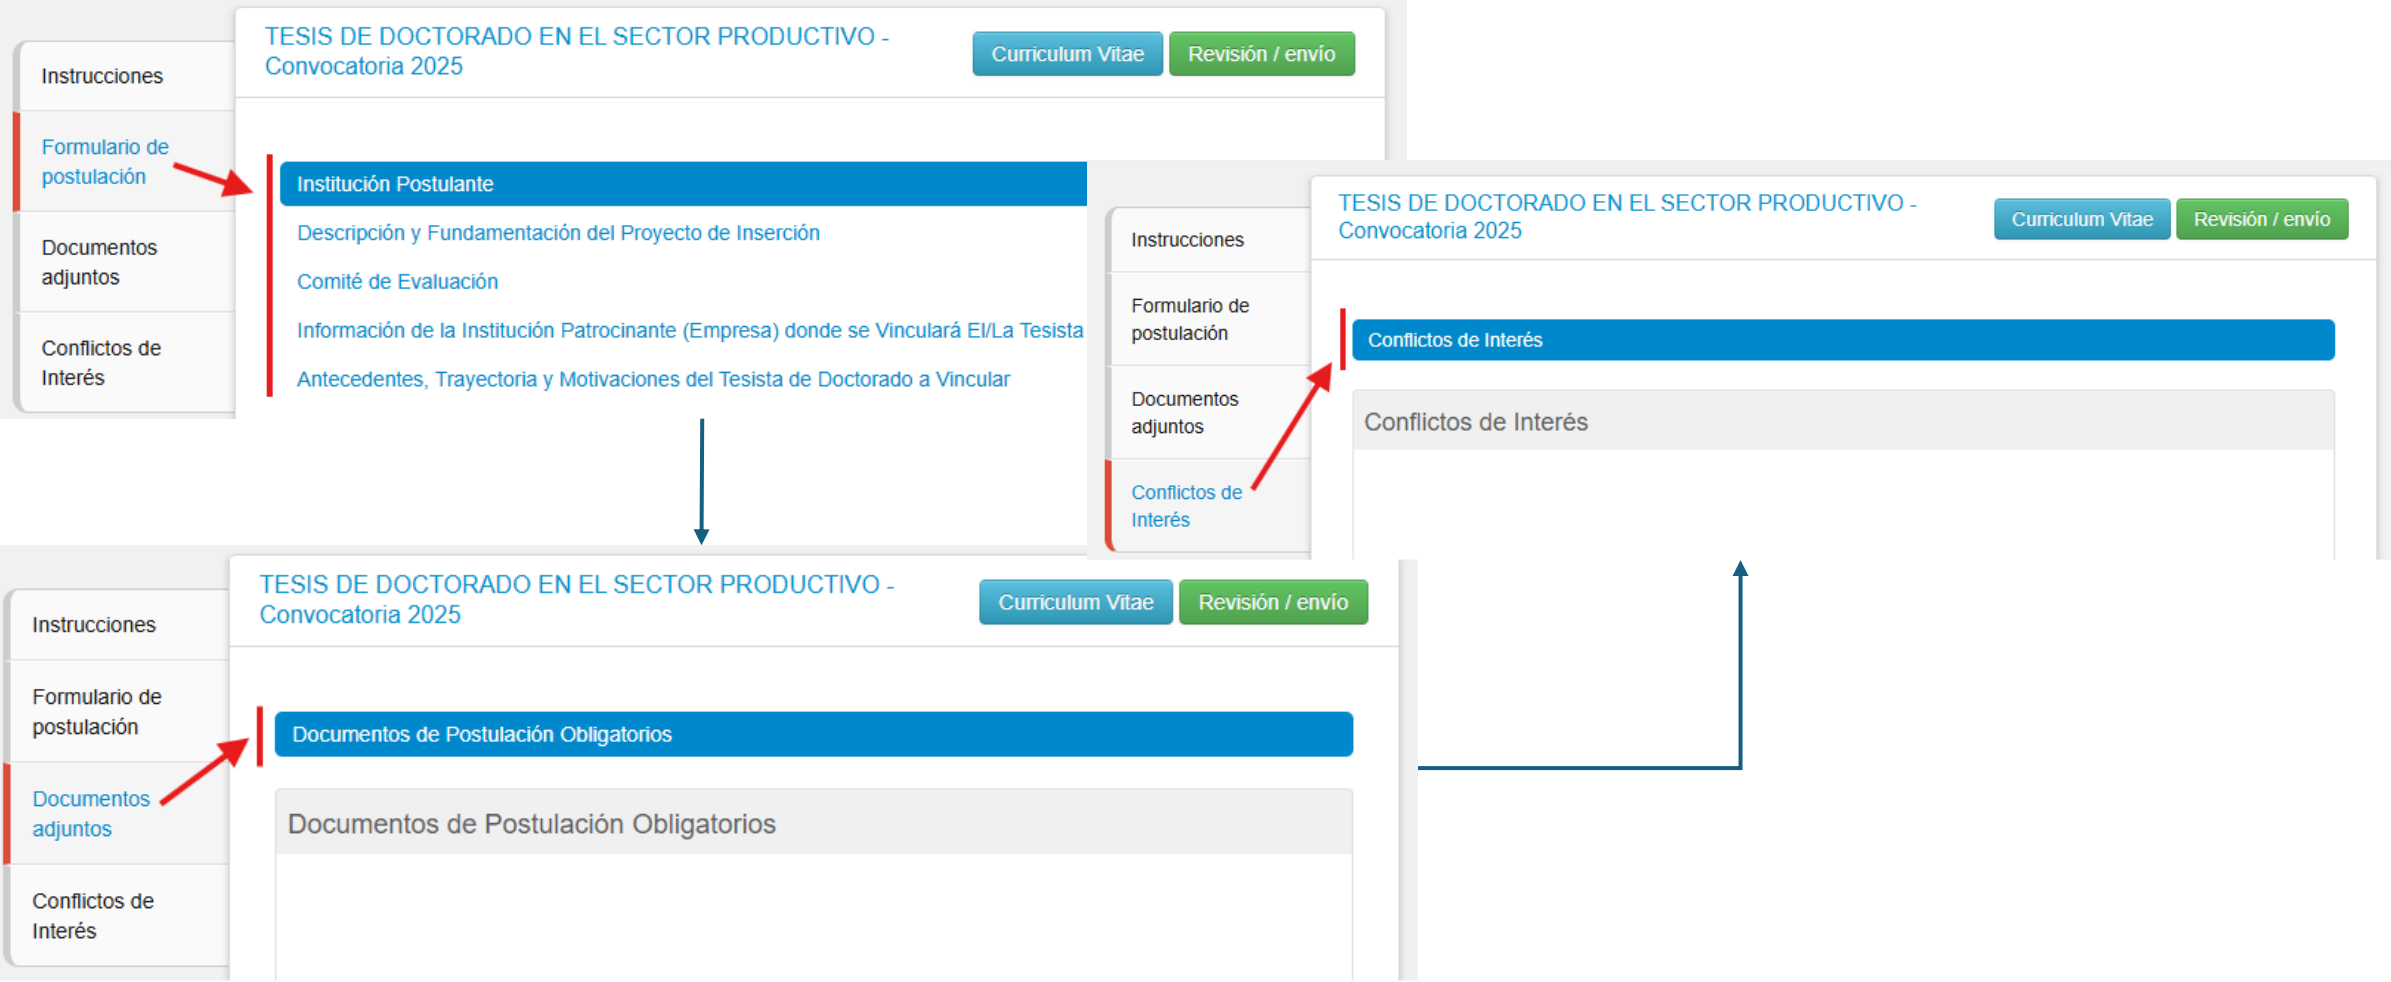 TESIS DE DOCTORADO EN EL SECTOR PRODUCTIVO -
Convocatoria 2025
Curriculum Vitae
Revisión / envío
Instrucciones
Formulario de
postulación
Documentos
adjuntos
Conflictos de
Interés
Institución Postulante
Descripción y Fundamentación del Proyecto de Inserción
Comité de Evaluación
Información de la Institución Patrocinante (Empresa) donde se Vinculará El/La Tesista
Antecedentes, Trayectoria y Motivaciones del Tesista de Doctorado a Vincular
TESIS DE DOCTORADO EN EL SECTOR PRODUCTIVO -
Convocatoria 2025
Curriculum Vitae
Revisión / envío
Instrucciones
Formulario de
postulación
Documentos
adjuntos
Conflictos de
Interés
Conflictos de Interés
Conflictos de Interés
TESIS DE DOCTORADO EN EL SECTOR PRODUCTIVO -
Convocatoria 2025
Curriculum Vitae
Revisión / envío
Instrucciones
Formulario de
postulación
Documentos
adjuntos
Conflictos de
Interés
Documentos de Postulación Obligatorios
Documentos de Postulación Obligatorios